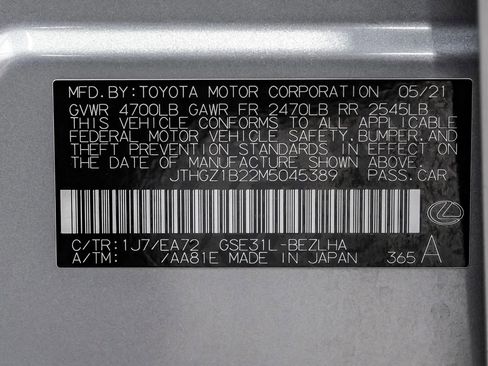 MFD.BY:TOYOTA MOTOR CORPORATION 05/21
GVWR 4700LB GAWR FR 2470LB RR 2545LB
THIS VEHICLE CONFORMS TO ALL APPLICABLE
FEDERAL MOTOR VEHICLE SAFETY,BUMPER,AND
THEFT PREVENTION STANDARDS IN EFFECT ON
THE DATE OF MANUFACTURE SHOWN ABOVE.
JTHGZ1B22M5045389 PASS.CAR
C/TR:1J7/EA72 GSE31L-BEZLHA
A/TM: /AA81E MADE IN JAPAN 365 A